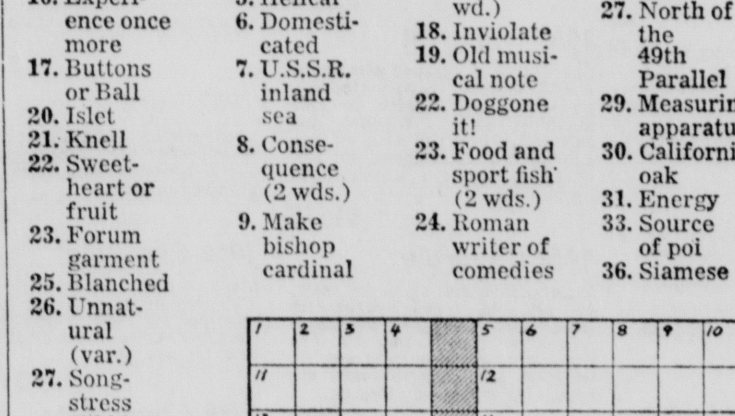 ence once
more
17. Buttons
or Ball
20. Islet
21. Knell
22. Sweet-
heart or
fruit
23. Forum
garment
25. Blanched
26. Unnat-
ural
(var.)
27. Song-
stress
6. Domesti-
cated
7. U.S.S.R.
inland
sea
8. Conse-
quence
(2 wds.)
9. Make
bishop
cardinal
wd.)
18. Inviolate
19. Old musi-
cal note
22. Doggone
it!
23. Food and
sport fish
(2 wds.)
24. Roman
writer of
comedies
27. North of
the
49th
Parallel
29. Measurin
apparatu
30. Californi
oak
31. Energy
33. Source
of poi
36. Siamese
1 2 3 4 5 6 7 8 9 10
11 12